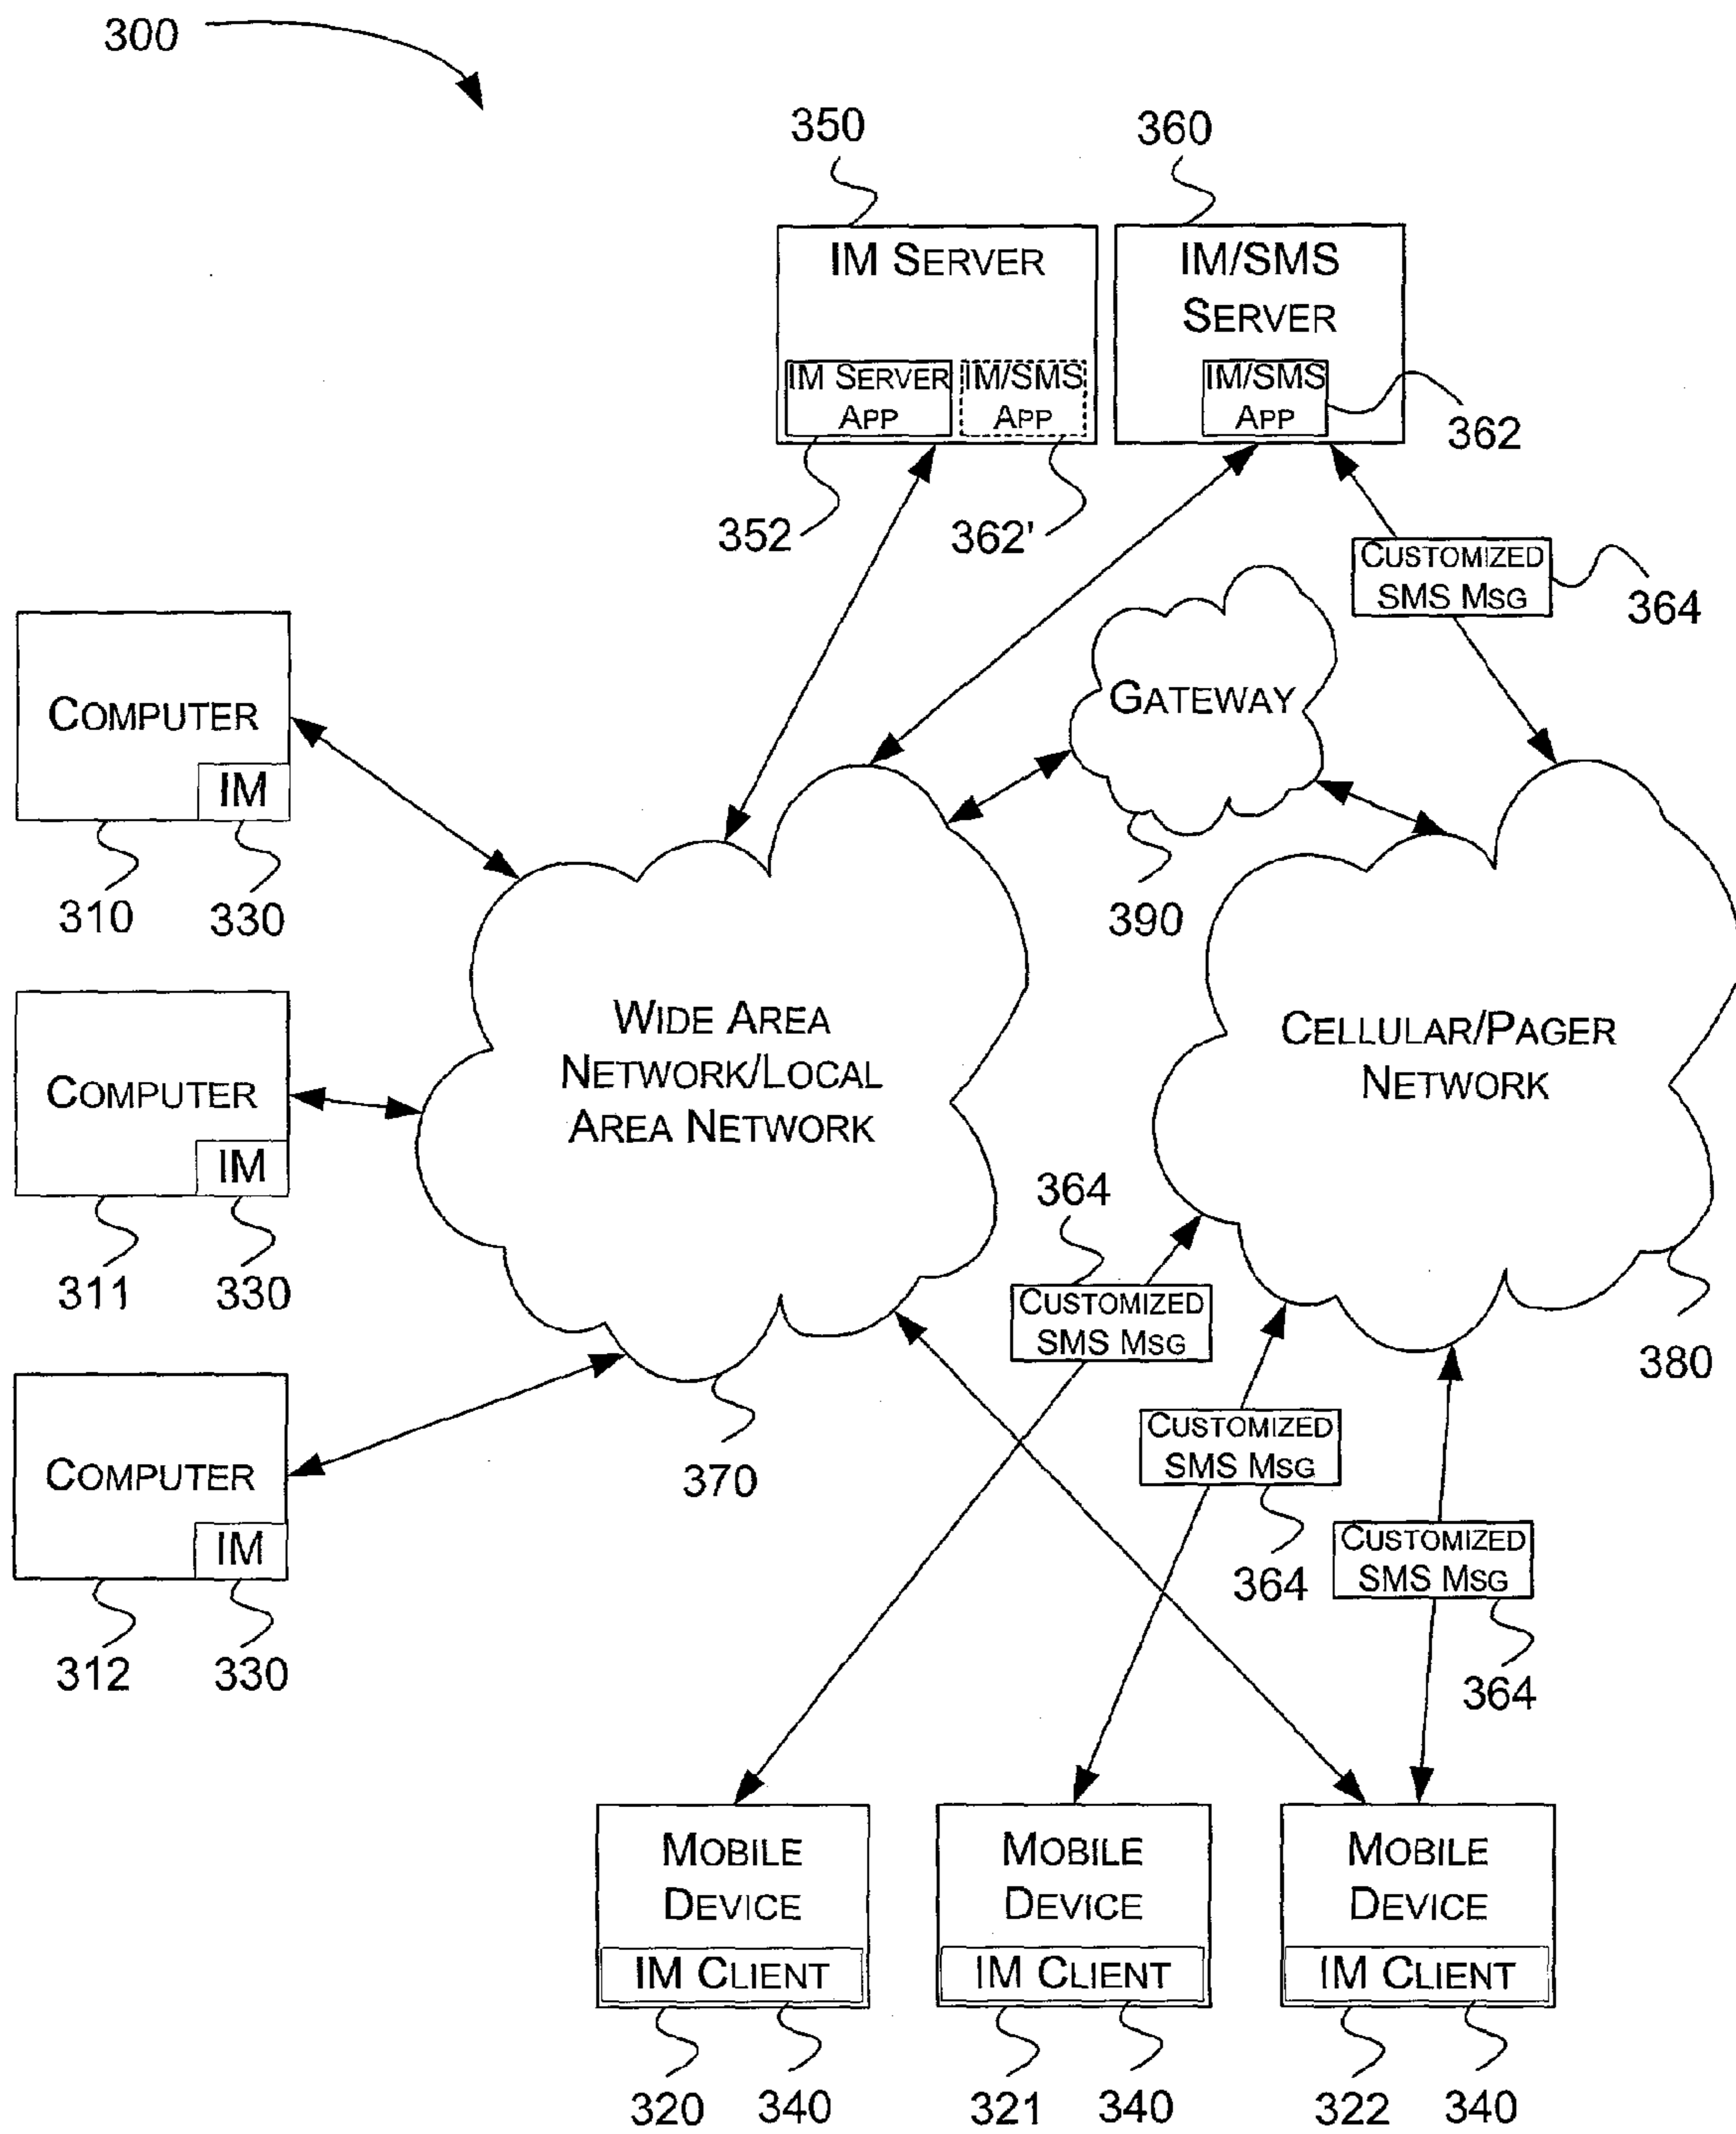 300
350
360
IM SERVER
IM/SMS
SERVER
IM SERVER
APP
IM/SMS
APP
IM/SMS
APP
362
352
362'
CUSTOMIZED
SMS MSG
364
COMPUTER
IM
310
330
GATEWAY
390
COMPUTER
IM
311
330
WIDE AREA
NETWORK/LOCAL
AREA NETWORK
CELLULAR/PAGER
NETWORK
364
CUSTOMIZED
SMS MSG
380
COMPUTER
IM
312
330
370
CUSTOMIZED
SMS MSG
364
CUSTOMIZED
SMS MSG
364
MOBILE
DEVICE
IM CLIENT
320
340
MOBILE
DEVICE
IM CLIENT
321
340
MOBILE
DEVICE
IM CLIENT
322
340